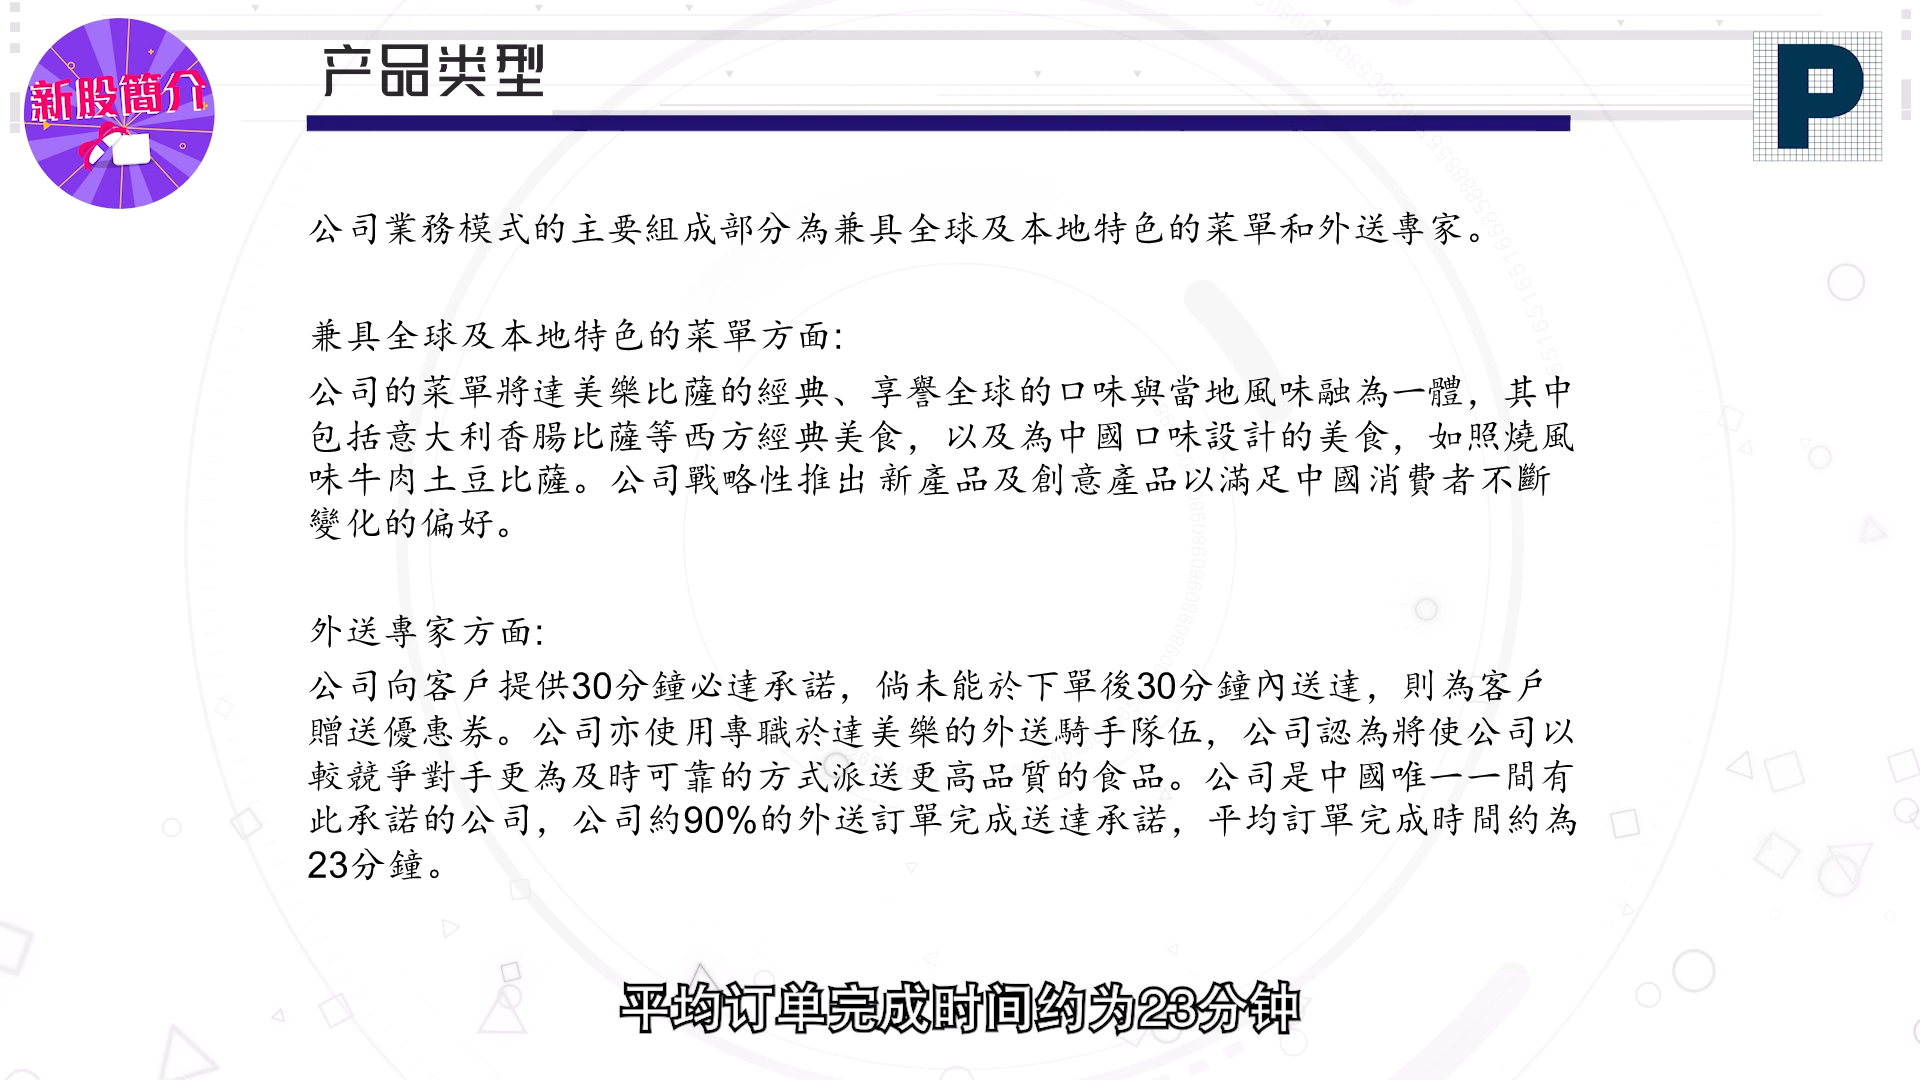 新股簡介
产品类型
P
公司業務模式的主要組成部分為兼具全球及本地特色的菜單和外送專家。
兼具全球及本地特色的菜單方面:
公司的菜單將達美樂比薩的經典、享譽全球的口味與當地風味融為一體，其中
包括意大利香腸比薩等西方經典美食，以及為中國口味設計的美食，如照燒風
味牛肉土豆比薩。公司戰略性推出新產品及創意產品以滿足中國消費者不斷
變化的偏好。
外送專家方面:
公司向客戶提供30分鐘必達承諾，倘未能於下單後30分鐘內送達，則為客戶
贈送優惠券。公司亦使用專職於達美樂的外送騎手隊伍，公司認為將使公司以
較競爭對手更為及時可靠的方式派送更高品質的食品。公司是中國唯一一間有
此承諾的公司，公司約90%的外送訂單完成送達承諾，平均訂單完成時間約為
23分鐘。
平均订单完成时间约为23分钟